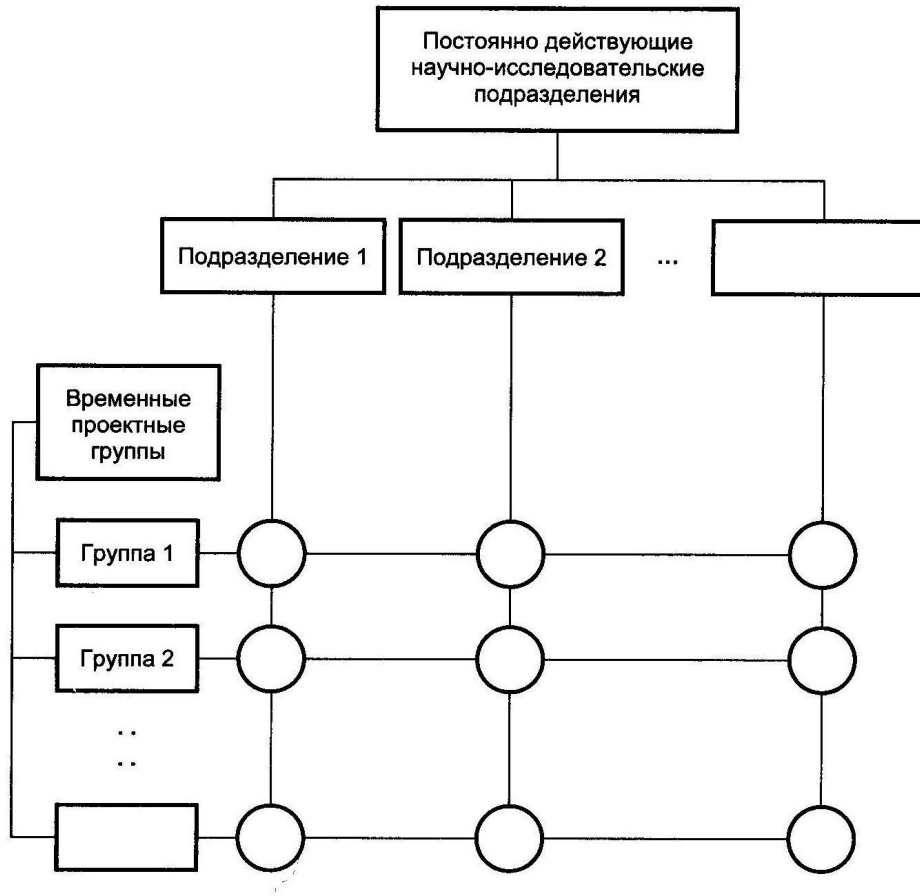 Постоянно действующие
научно-исследовательские
подразделения
Подразделение 1
Подразделение 2
...
Временные
проектные
группы
Группа 1
Группа 2
. .
. .